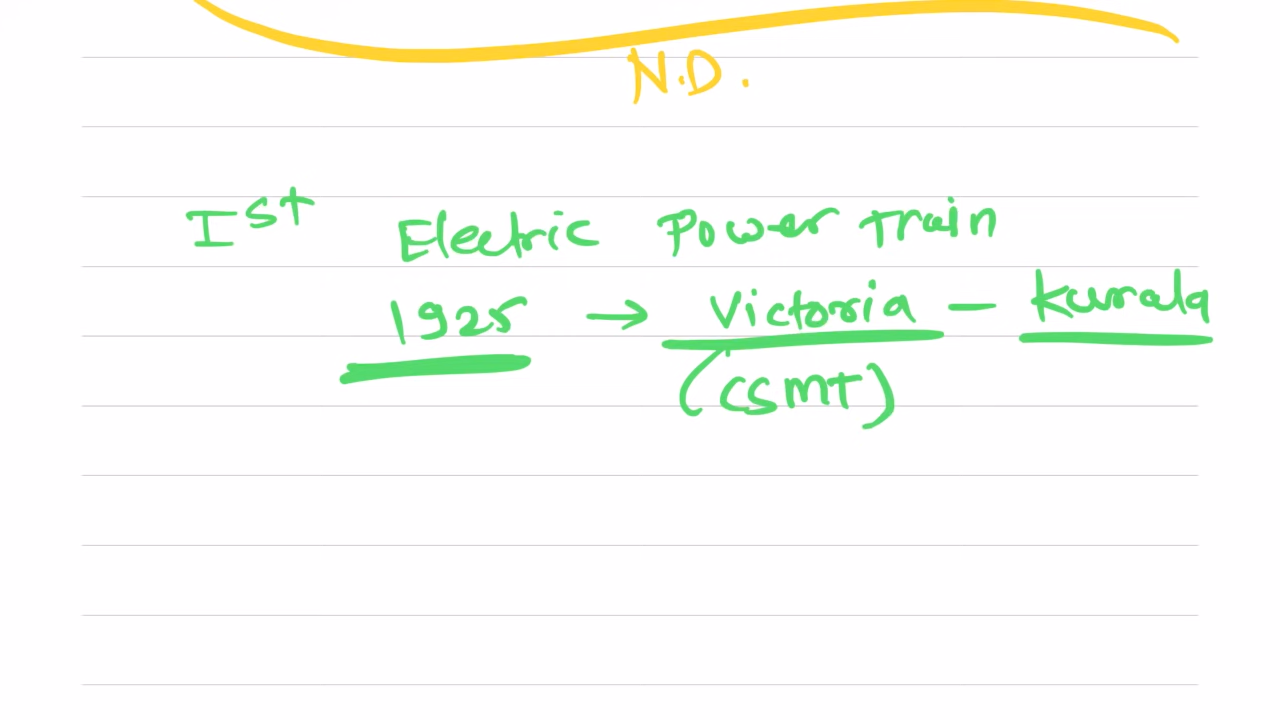 N.D.
Ist Electric Power Train
1925 → Victoria – Kurala
(CSMT)